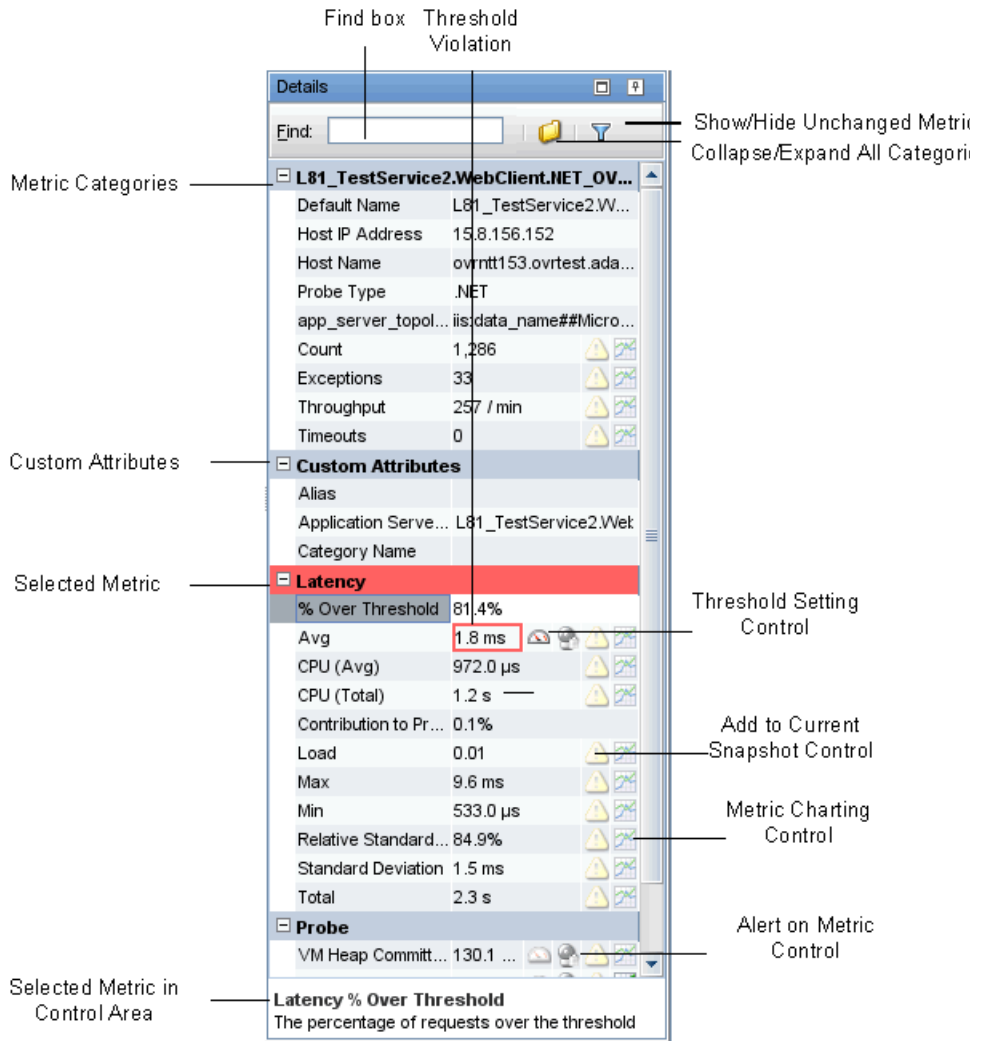 Find box
Threshold
Violation
Details
Find:
Show/Hide Unchanged Metric
Collapse/Expand All Categori
Metric Categories
L81_TestService2.WebClient.NET_OV...
Default Name L81_TestService2.W...
Host IP Address 15.8.156.152
Host Name ovrntt153.ovrtest.ada...
Probe Type .NET
app_server_topol... iis:data_name##Micro...
Count 1,286
Exceptions 33
Throughput 257 / min
Timeouts 0
Custom Attributes
Custom Attributes
Alias
Application Serve... L81_TestService2.Web
Category Name
Selected Metric
Latency
% Over Threshold 81.4%
Threshold Setting
Control
Avg 1.8 ms
CPU (Avg) 972.0 µs
CPU (Total) 1.2 s
Contribution to Pr... 0.1%
Add to Current
Snapshot Control
Load 0.01
Max 9.6 ms
Min 533.0 µs
Metric Charting
Control
Relative Standard... 84.9%
Standard Deviation 1.5 ms
Total 2.3 s
Probe
Alert on Metric
Control
VM Heap Committ... 130.1 ...
Selected Metric in
Control Area
Latency % Over Threshold
The percentage of requests over the threshold